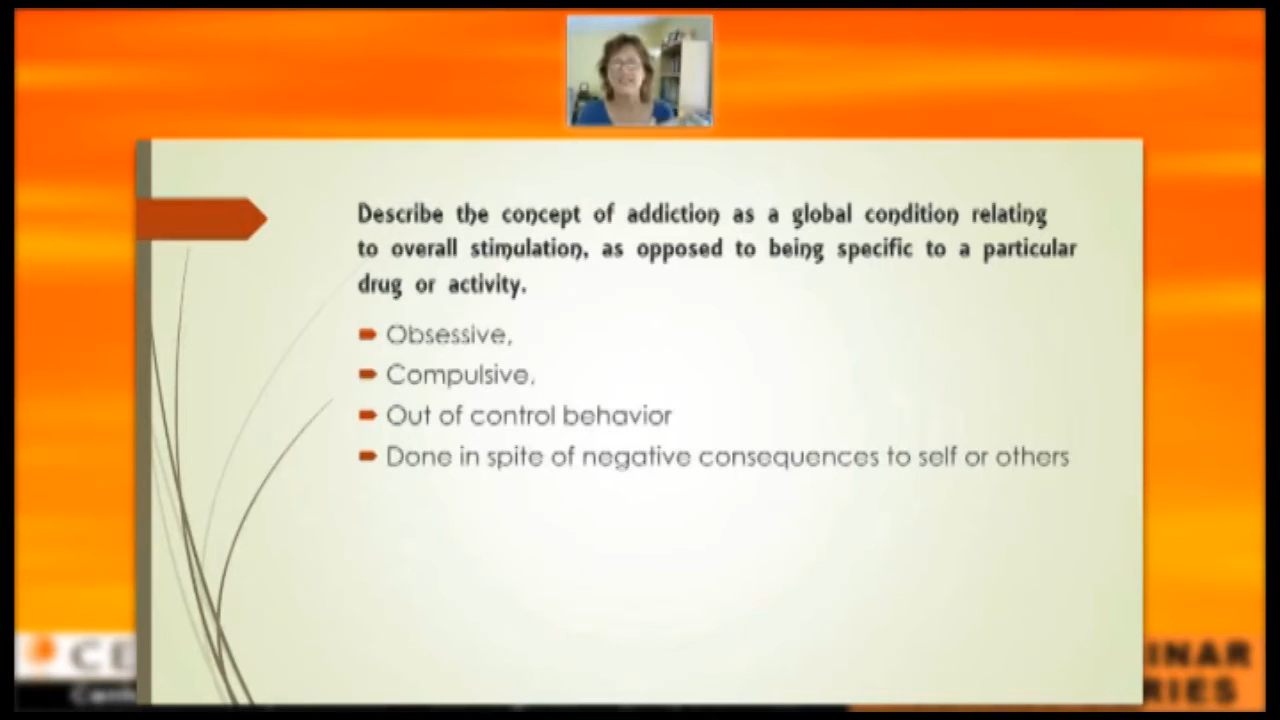 Describe the concept of addiction as a global condition relating
to overall stimulation, as opposed to being specific to a particular
drug or activity.
Obsessive,
Compulsive,
Out of control behavior
Done in spite of negative consequences to self or others